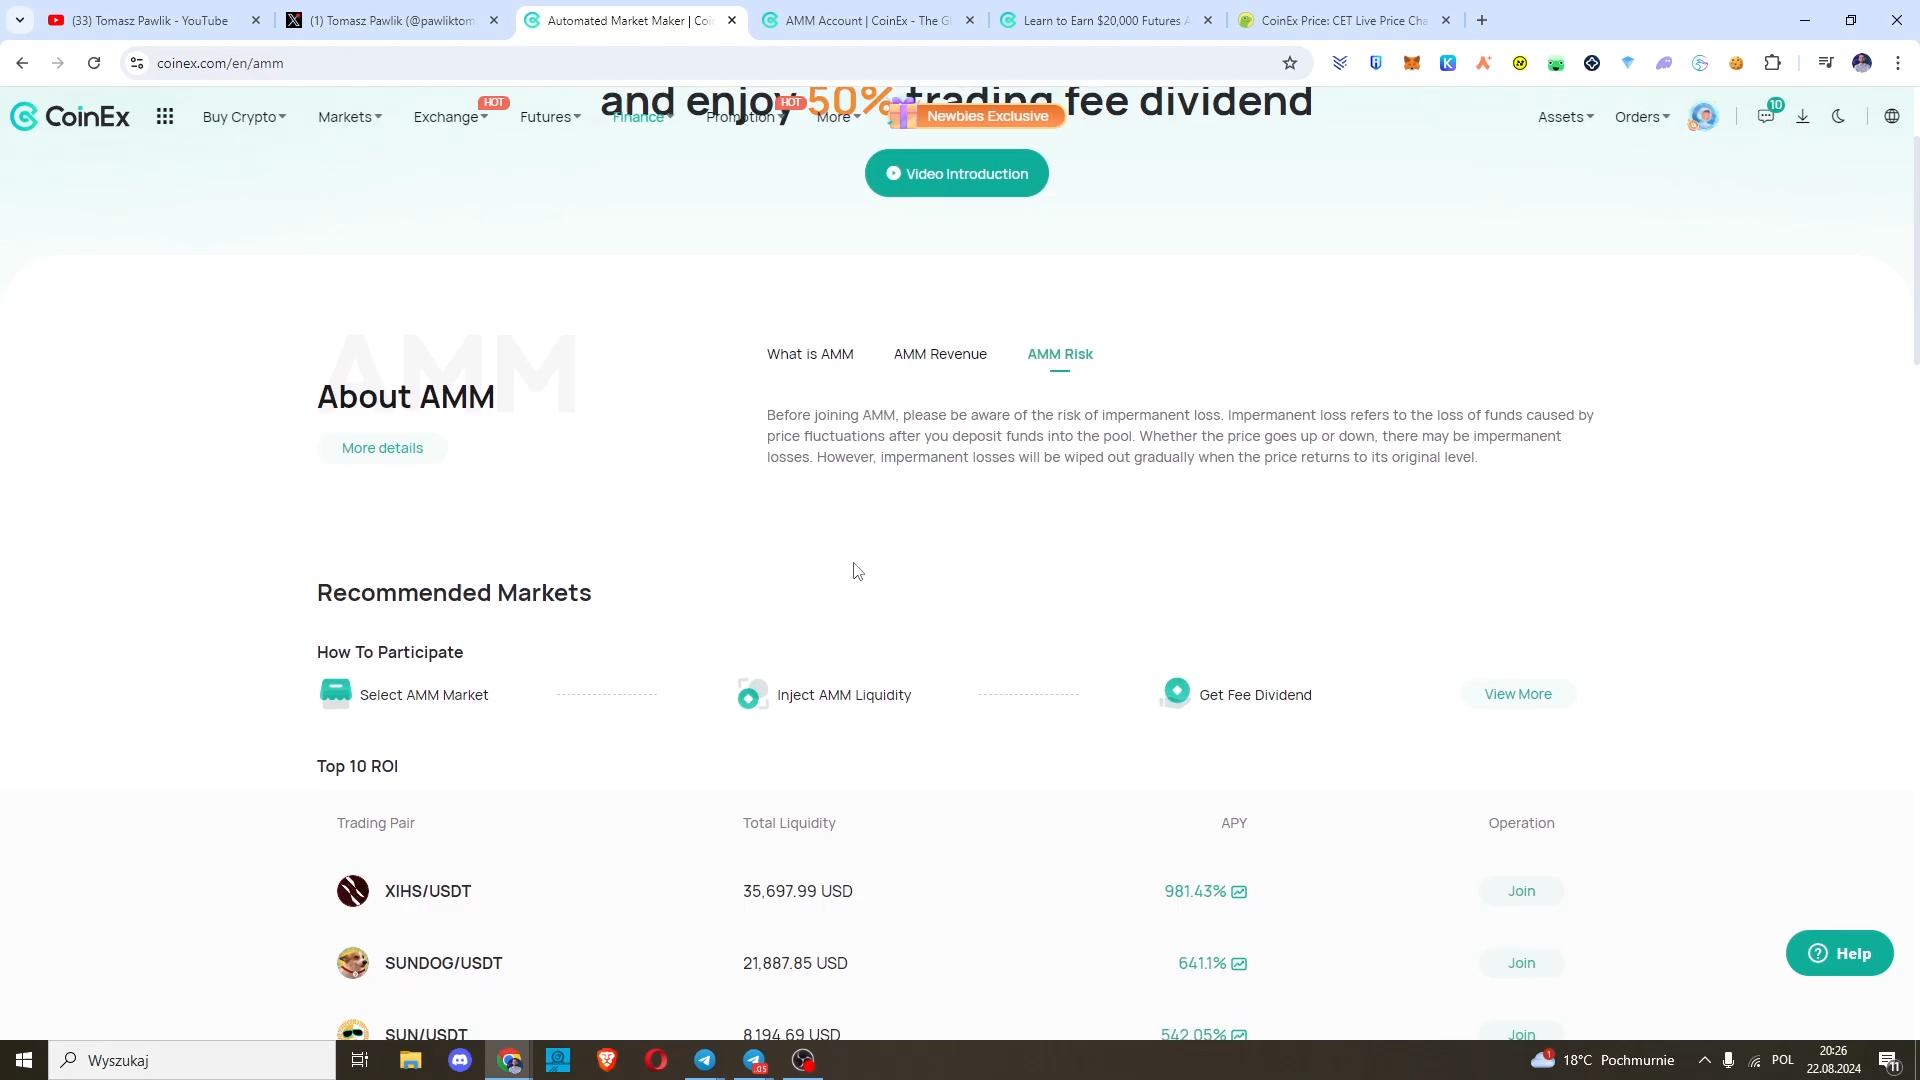 (33) Tomasz Pawlik - YouTube
(1) Tomasz Pawlik (@pawliktom
Automated Market Maker | Coi
AMM Account | CoinEx - The Gl
Learn to Earn $20,000 Futures A
CoinEx Price: CET Live Price Cha
coinex.com/en/amm
and enjoy 50% trading fee dividend
CoinEx
Buy Crypto
Markets
HOT
Exchange
Futures
Finance
HOT
Promotion
More
Newbies Exclusive
Assets
Orders
10
Video Introduction
AMM
About AMM
More details
What is AMM
AMM Revenue
AMM Risk
Before joining AMM, please be aware of the risk of impermanent loss. Impermanent loss refers to the loss of funds caused by
price fluctuations after you deposit funds into the pool. Whether the price goes up or down, there may be impermanent
losses. However, impermanent losses will be wiped out gradually when the price returns to its original level.
Recommended Markets
How To Participate
Select AMM Market
Inject AMM Liquidity
Get Fee Dividend
View More
Top 10 ROI
Trading Pair
Total Liquidity
APY
Operation
XIHS/USDT
35,697.99 USD
981.43%
Join
SUNDOG/USDT
21,887.85 USD
641.1%
Join
SUN/USDT
8,194.69 USD
542.05%
Join
Help
Wyszukaj
.05
1
18°C Pochmurnie
POL
20:26
22.08.2024
11